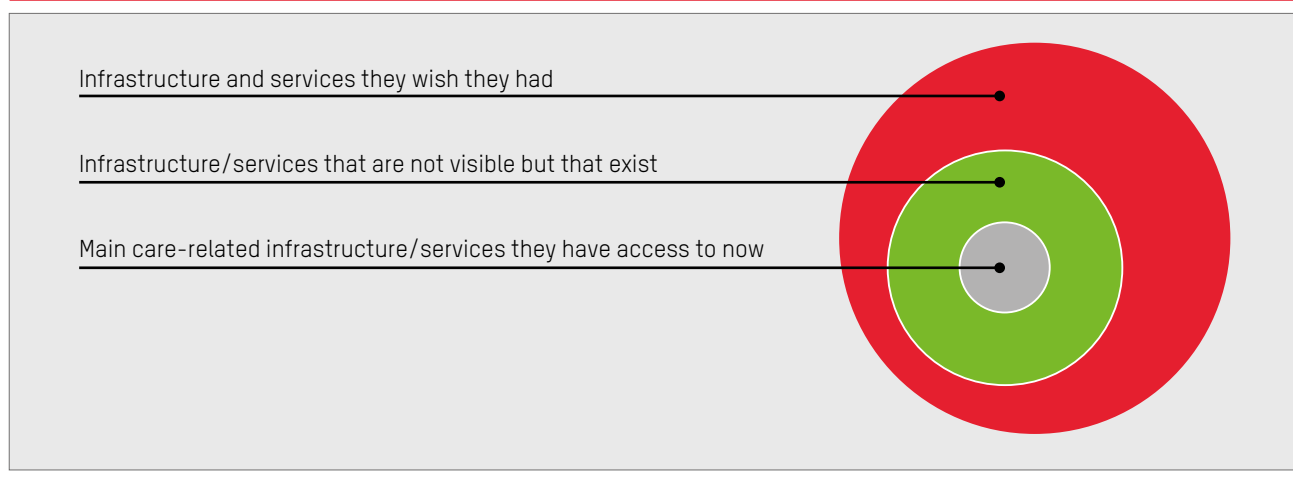 Infrastructure and services they wish they had
Infrastructure/services that are not visible but that exist
Main care-related infrastructure/services they have access to now